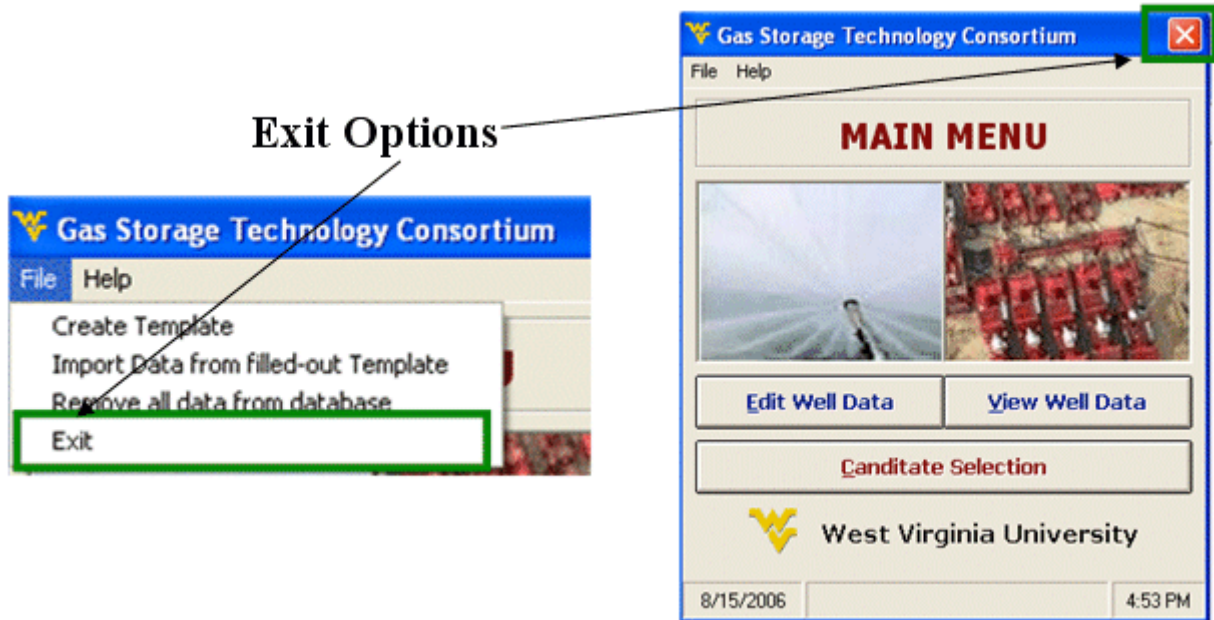 Exit Options
Gas Storage Technology Consortium
File Help
Create Template
Import Data from filled-out Template
Remove all data from database
Exit
Gas Storage Technology Consortium
File Help
MAIN MENU
Edit Well Data View Well Data
Canditate Selection
West Virginia University
8/15/2006 4:53 PM